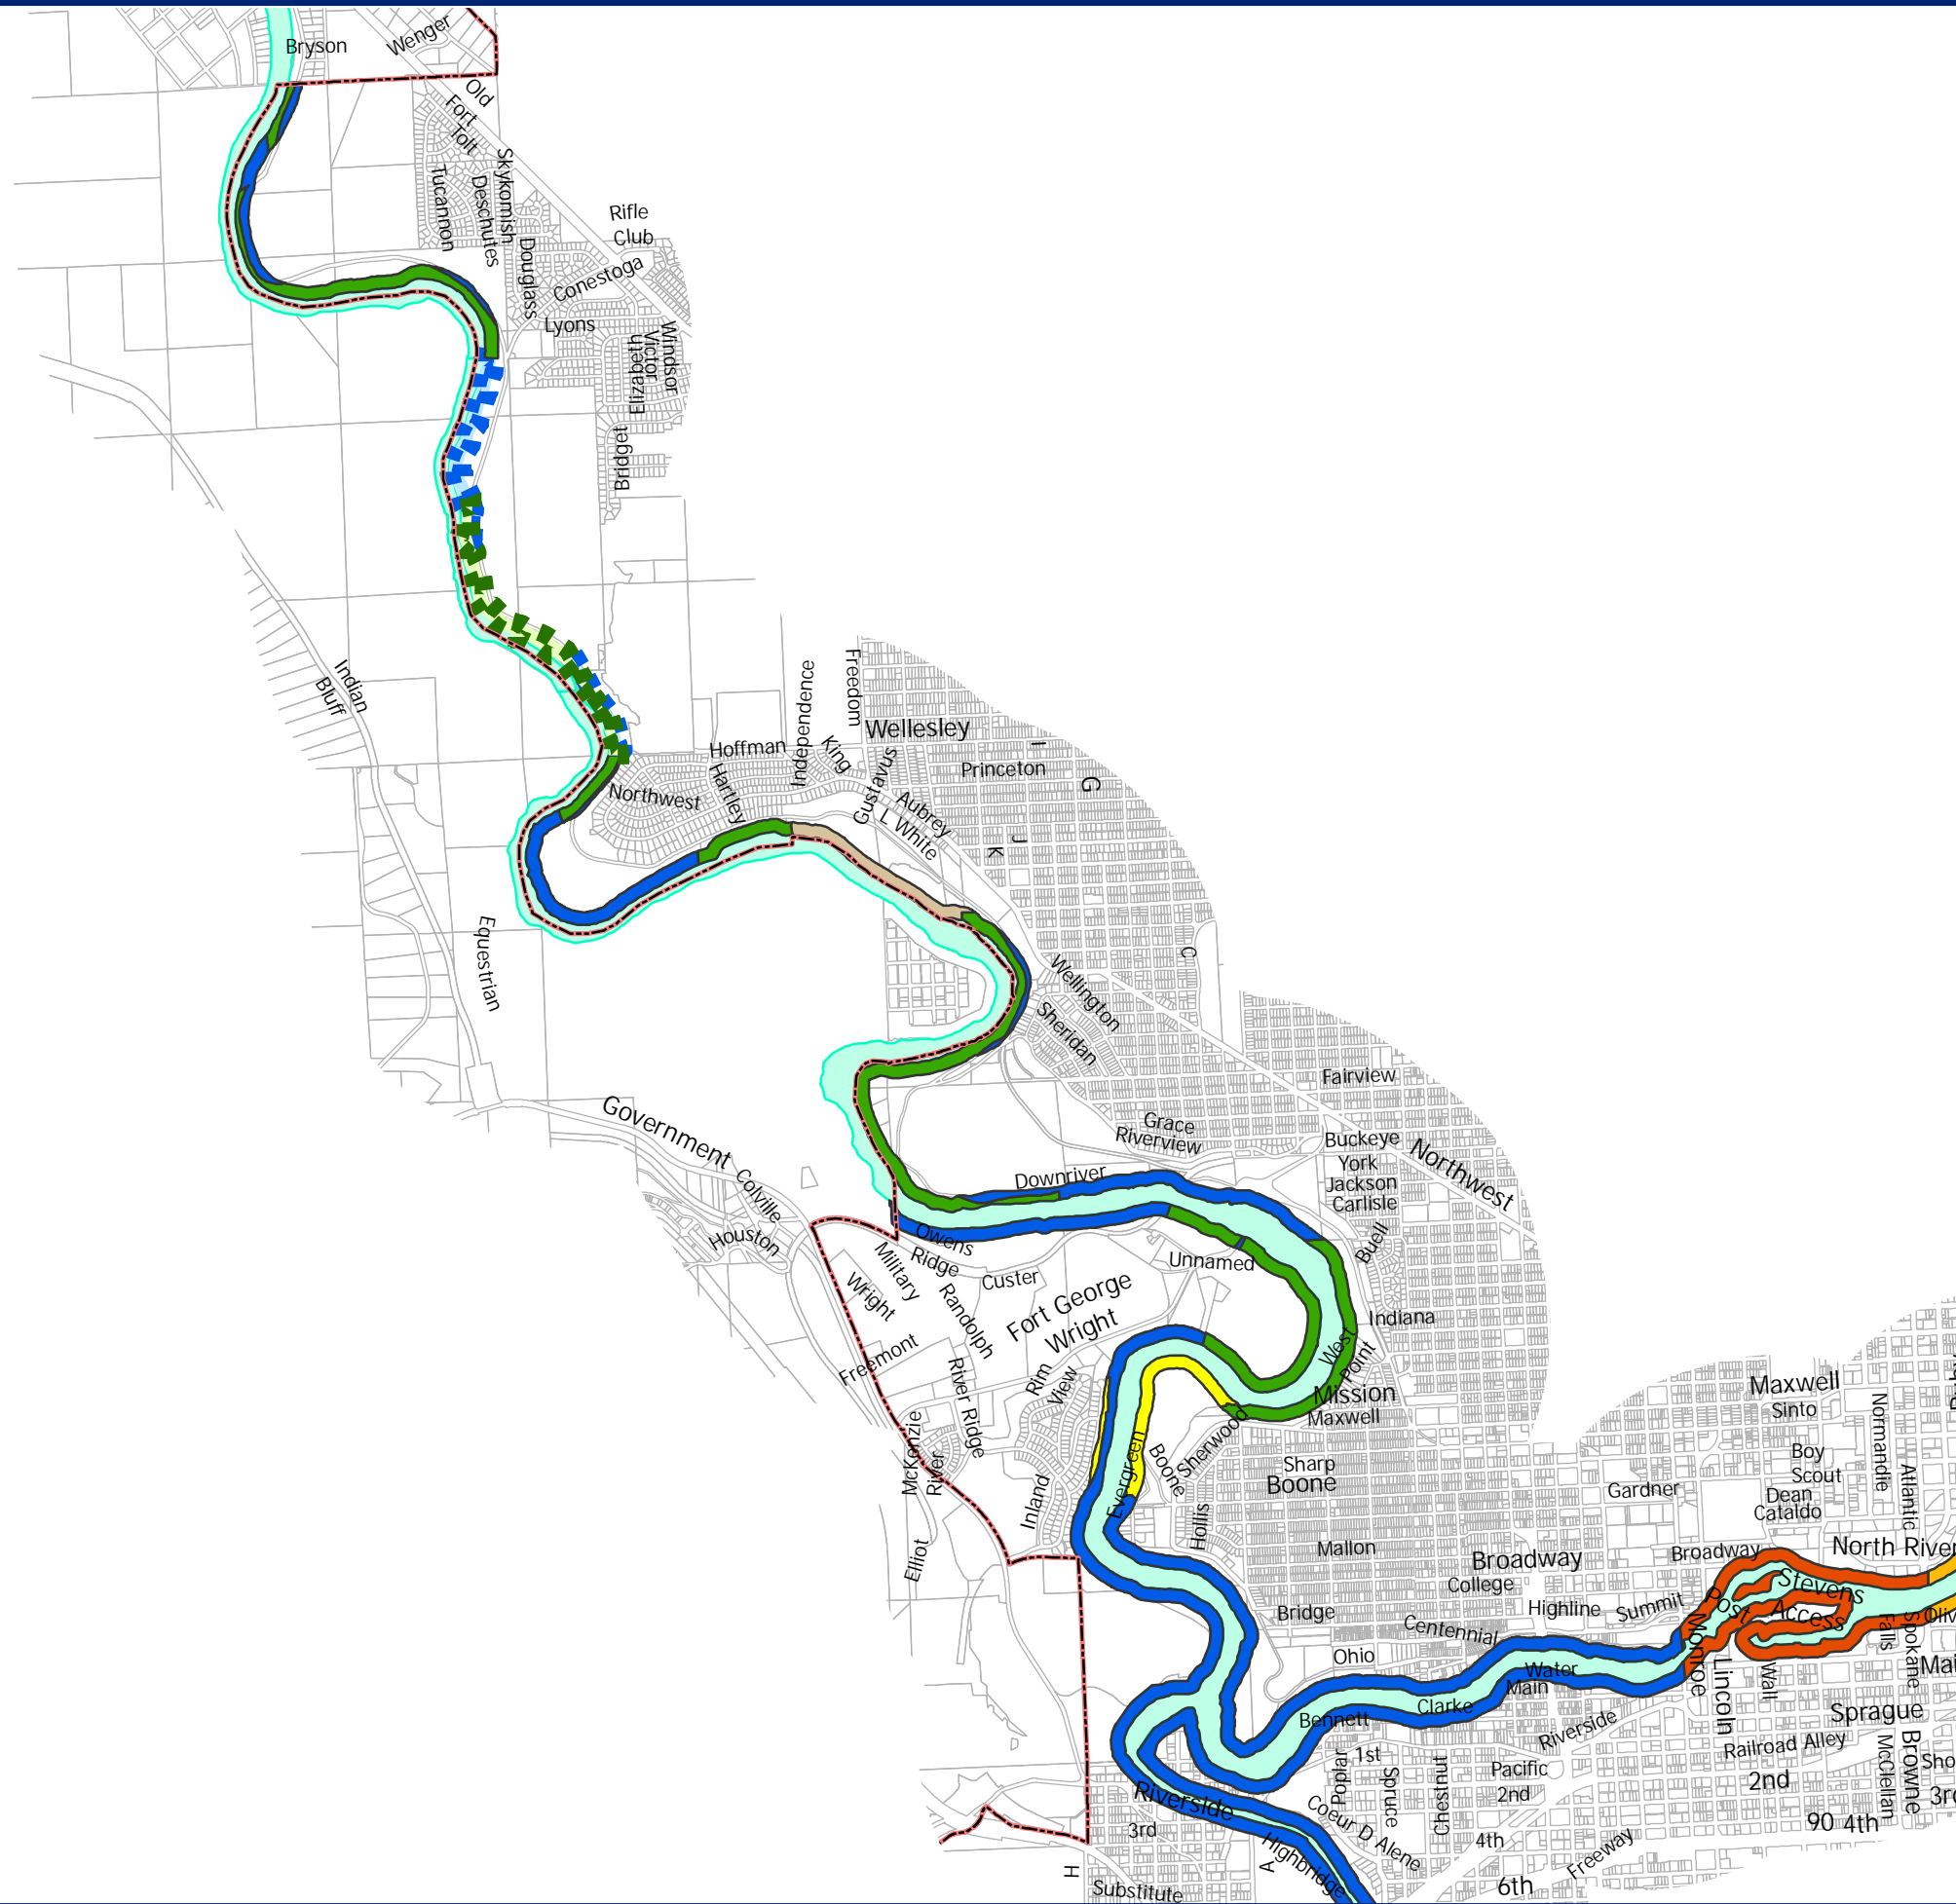 Bryson
Wenger
Old
Fort
Tolt
Skykomish
Tucannon
Deschutes
Rifle
Club
Douglass
Conestoga
Lyons
Windsor
Victor
Elizabeth
Bridget
Indian
Bluff
Independence
Freedom
Wellesley
Hoffman
King
I
Princeton
G
Gustavus
Hartley
Northwest
Aubrey
L White
J
K
Equestrian
C
Wellington
Sheridan
Fairview
Government
Grace
Riverview
Buckeye
Northwest
York
Jackson
Carlisle
Downriver
Colville
Houston
Owens
Ridge
Military
Buell
Unnamed
Custer
Wright
Randolph
Fort George
Wright
Indiana
West
Point
Freemont
Rim
View
River Ridge
Mission
Maxwell
Maxwell
Sinto
Normandie
McKenzie
River
Sherwood
Boone
Evergreen
Boy
Scout
Sharp
Boone
Gardner
Dean
Cataldo
Atlantic
Inland
Hollis
Elliot
Mallon
Broadway
Broadway
North River
College
Stevens
Post
Access
Bridge
Highline
Summit
Centennial
Falls
Spokane
Monroe
Ohio
Lincoln
Wall
Water
Main
Clarke
Bennett
Riverside
Sprague
Railroad Alley
Browne
McClellan
1st
Poplar
Spruce
Chesnut
Pacific
2nd
2nd
Riverside
Coeur D Alene
90
4th
3rd
4th
Freeway
Highbridge
A
H
6th
Substitute